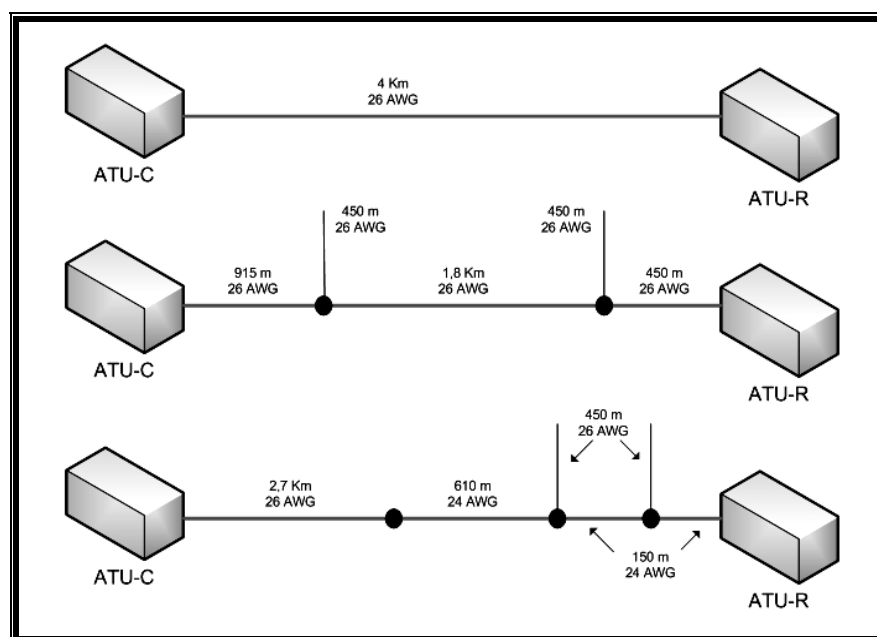 4 Km
26 AWG
ATU-C
ATU-R
450 m
26 AWG
450 m
26 AWG
915 m
26 AWG
1,8 Km
26 AWG
450 m
26 AWG
ATU-C
ATU-R
450 m
26 AWG
2,7 Km
26 AWG
610 m
24 AWG
150 m
24 AWG
ATU-C
ATU-R